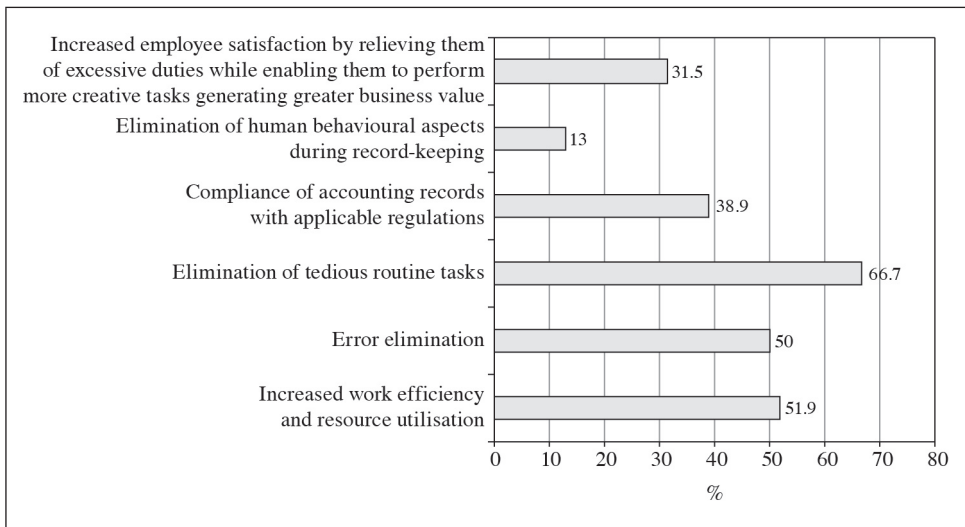 Increased employee satisfaction by relieving them
of excessive duties while enabling them to perform
more creative tasks generating greater business value
31.5
Elimination of human behavioural aspects
during record-keeping
13
Compliance of accounting records
with applicable regulations
38.9
Elimination of tedious routine tasks
66.7
Error elimination
50
Increased work efficiency
and resource utilisation
51.9
0 10 20 30 40 50 60 70 80
%